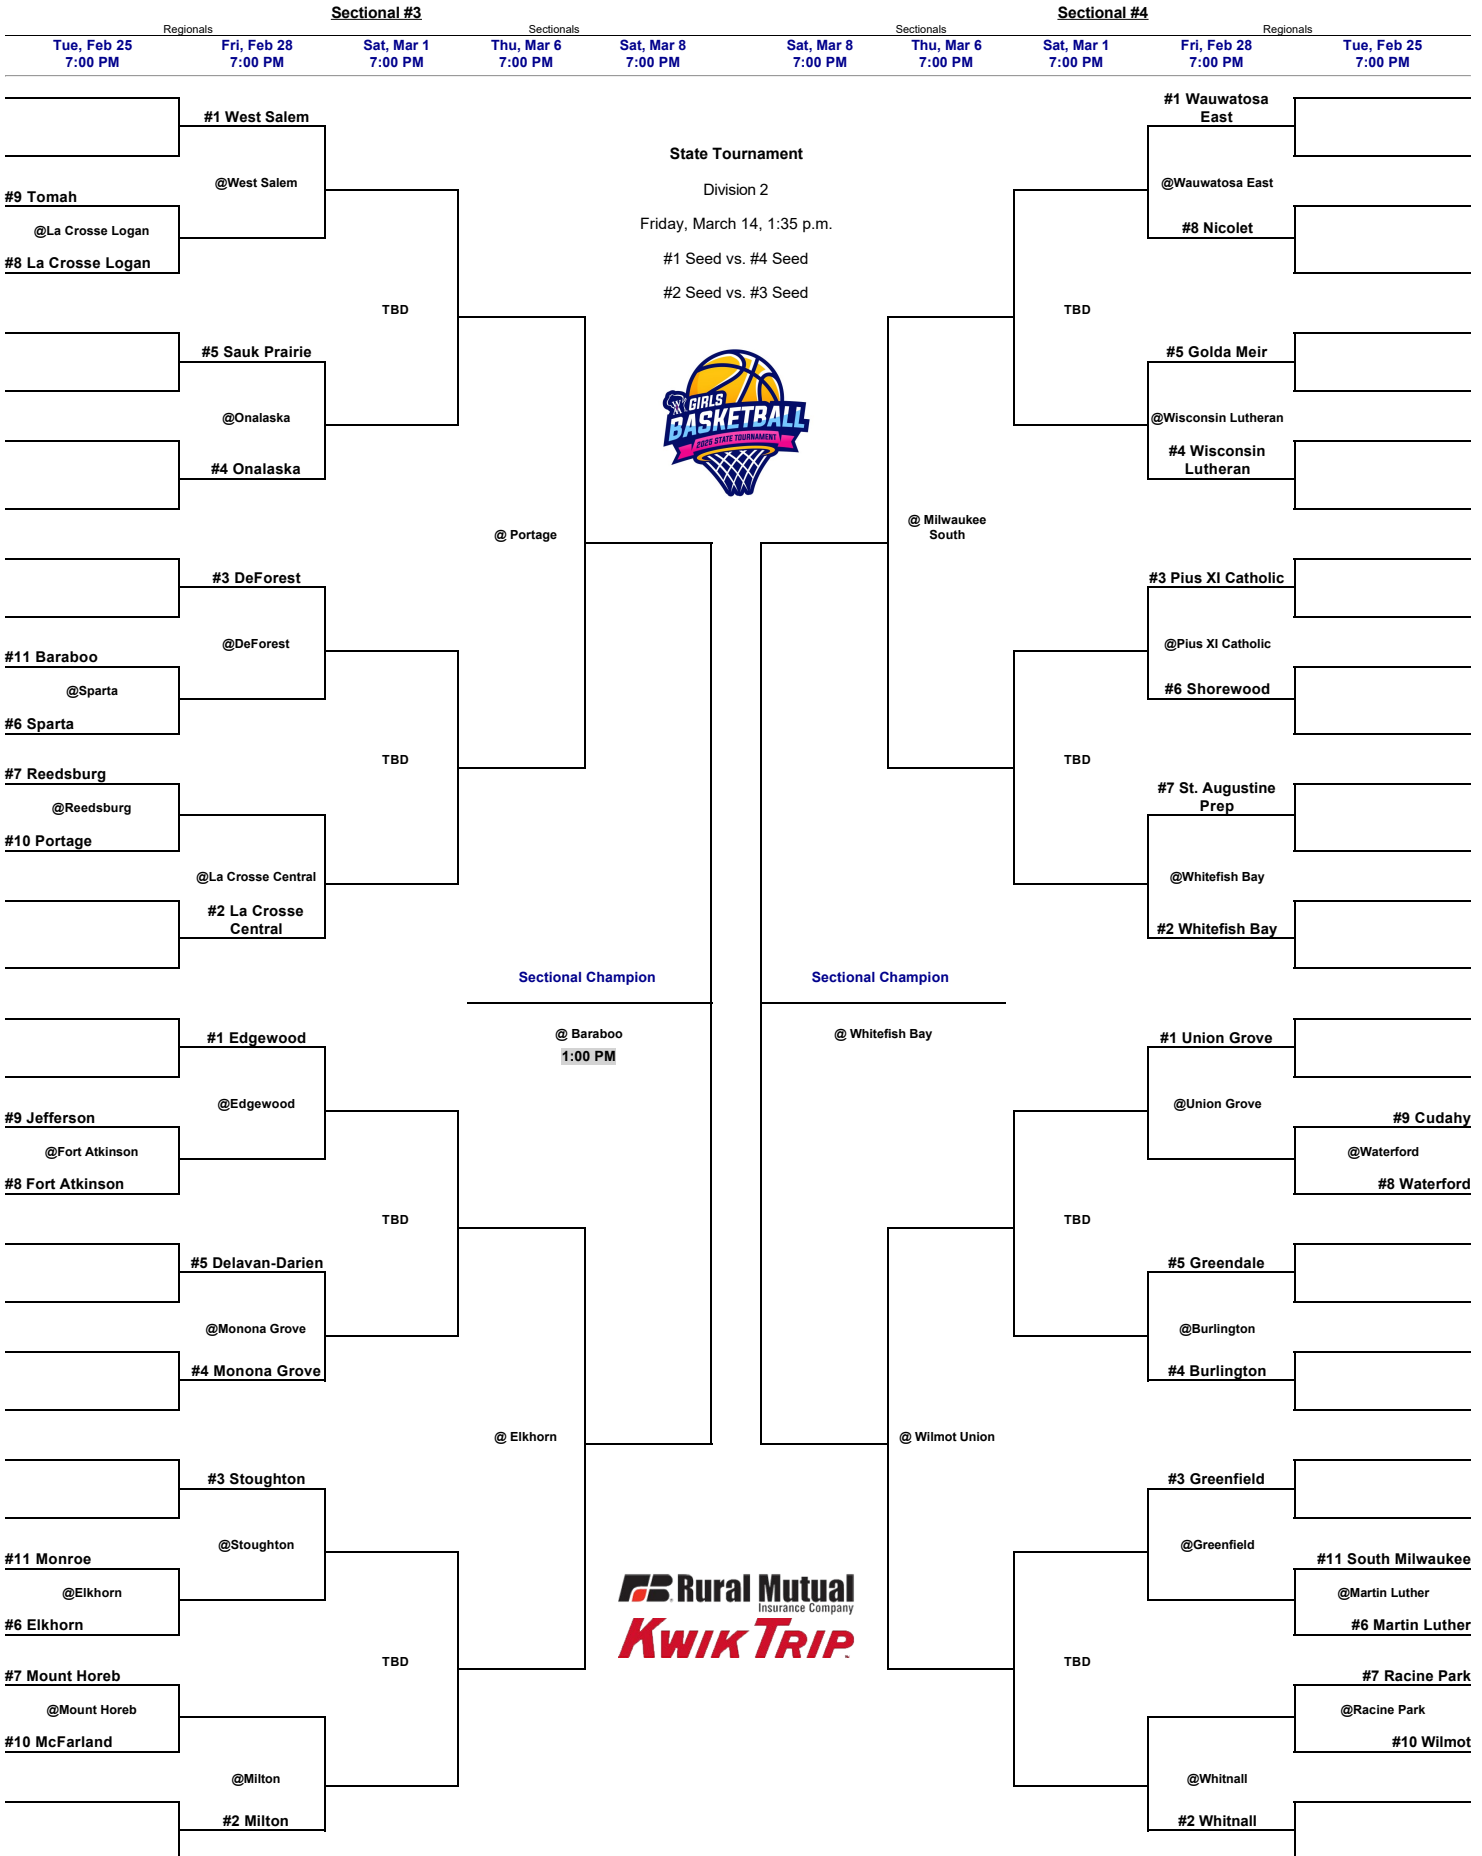 Sectional #3
Sectional #4
Regionals
Sectionals
Sectionals
Regionals
Tue, Feb 25
7:00 PM
Fri, Feb 28
7:00 PM
Sat, Mar 1
7:00 PM
Thu, Mar 6
7:00 PM
Sat, Mar 8
7:00 PM
Sat, Mar 8
7:00 PM
Thu, Mar 6
7:00 PM
Sat, Mar 1
7:00 PM
Fri, Feb 28
7:00 PM
Tue, Feb 25
7:00 PM
#1 West Salem
@West Salem
#9 Tomah
@La Crosse Logan
#8 La Crosse Logan
TBD
#5 Sauk Prairie
@Onalaska
#4 Onalaska
@ Portage
#3 DeForest
@DeForest
#11 Baraboo
@Sparta
#6 Sparta
TBD
#7 Reedsburg
@Reedsburg
#10 Portage
@La Crosse Central
#2 La Crosse
Central
Sectional Champion
@ Baraboo
1:00 PM
#1 Edgewood
@Edgewood
#9 Jefferson
@Fort Atkinson
#8 Fort Atkinson
TBD
#5 Delavan-Darien
@Monona Grove
#4 Monona Grove
@ Elkhorn
#3 Stoughton
@Stoughton
#11 Monroe
@Elkhorn
#6 Elkhorn
TBD
#7 Mount Horeb
@Mount Horeb
#10 McFarland
@Milton
#2 Milton
State Tournament
Division 2
Friday, March 14, 1:35 p.m.
#1 Seed vs. #4 Seed
#2 Seed vs. #3 Seed
GIRLS
BASKETBALL
2025 STATE TOURNAMENT
Rural Mutual
Insurance Company
KWIK TRIP
#1 Wauwatosa
East
@Wauwatosa East
#8 Nicolet
TBD
#5 Golda Meir
@Wisconsin Lutheran
#4 Wisconsin
Lutheran
@ Milwaukee
South
#3 Pius XI Catholic
@Pius XI Catholic
#6 Shorewood
TBD
#7 St. Augustine
Prep
@Whitefish Bay
#2 Whitefish Bay
Sectional Champion
@ Whitefish Bay
#1 Union Grove
@Union Grove
#9 Cudahy
@Waterford
#8 Waterford
TBD
#5 Greendale
@Burlington
#4 Burlington
@ Wilmot Union
#3 Greenfield
@Greenfield
#11 South Milwaukee
@Martin Luther
#6 Martin Luther
TBD
#7 Racine Park
@Racine Park
#10 Wilmot
@Whitnall
#2 Whitnall